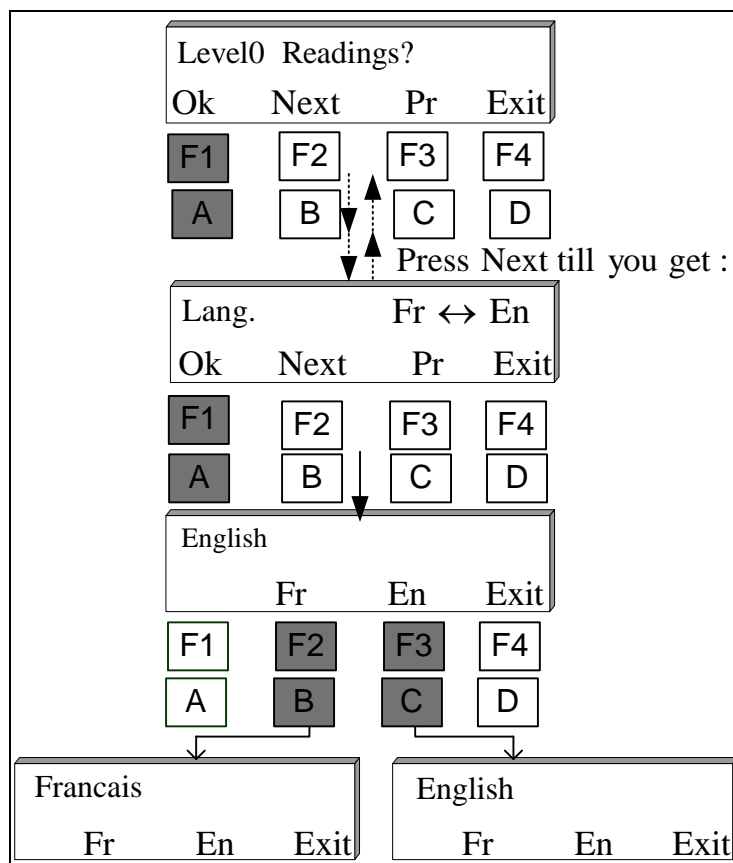 Level0 Readings?
Ok Next Pr Exit
F1 F2 F3 F4
A B C D
Press Next till you get :
Lang. Fr ↔ En
Ok Next Pr Exit
F1 F2 F3 F4
A B C D
English
Fr En Exit
F1 F2 F3 F4
A B C D
Francais
Fr En Exit
English
Fr En Exit